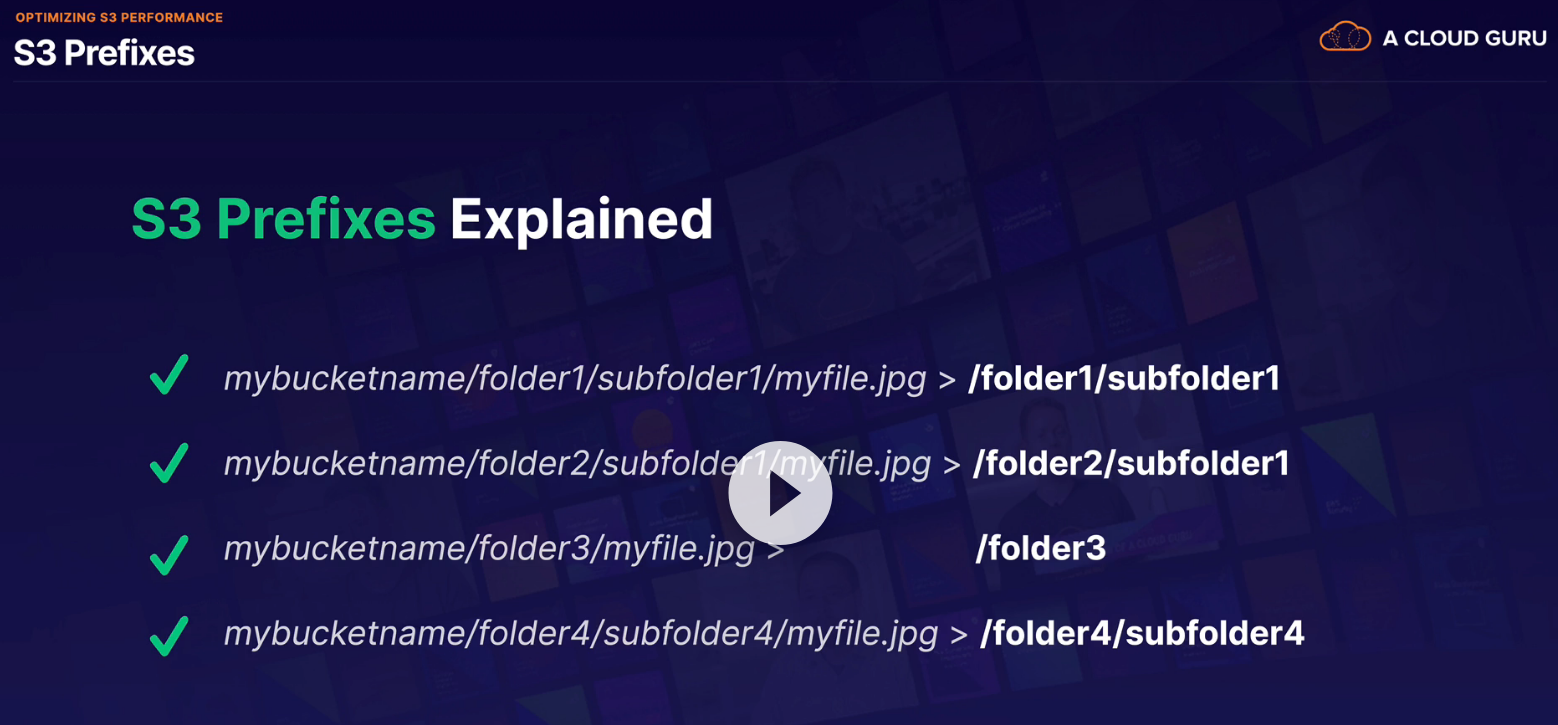 OPTIMIZING S3 PERFORMANCE
S3 Prefixes
A CLOUD GURU
S3 Prefixes Explained
mybucketname/folder1/subfolder1/myfile.jpg > /folder1/subfolder1
mybucketname/folder2/subfolder1/myfile.jpg > /folder2/subfolder1
mybucketname/folder3/myfile.jpg > /folder3
mybucketname/folder4/subfolder4/myfile.jpg > /folder4/subfolder4